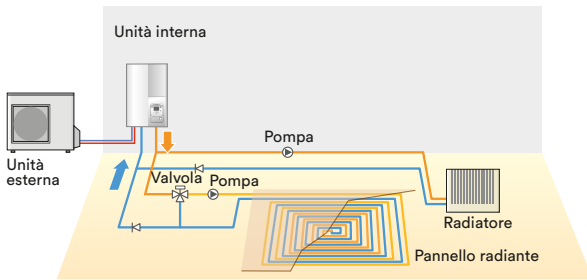 Unità interna
Unità
esterna
Pompa
Valvola
Pompa
Radiatore
Pannello radiante